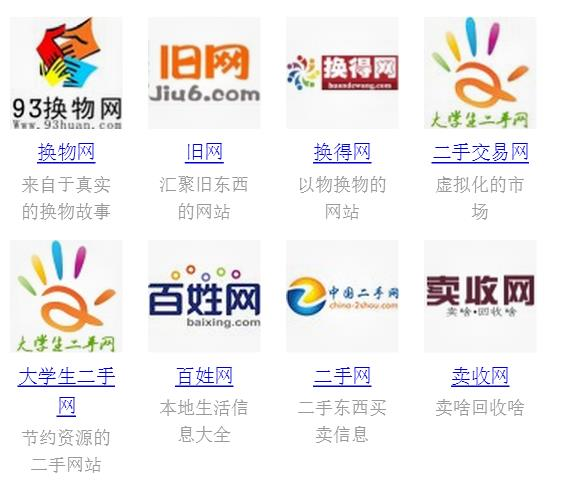 93换物网
www.93huan.com
旧网
Jiu6.com
换得网
huandewang.com
大学生二手网
换物网
旧网
换得网
二手交易网
来自于真实
的换物故事
汇聚旧东西
的网站
以物换物的
网站
虚拟化的市
场
大学生二手网
百姓网
baixing.com
中国二手网
china-2shou.com
卖收网
卖啥·回收啥
大学生二手
网
百姓网
二手网
卖收网
节约资源的
二手网站
本地生活信
息大全
二手东西买
卖信息
卖啥回收啥